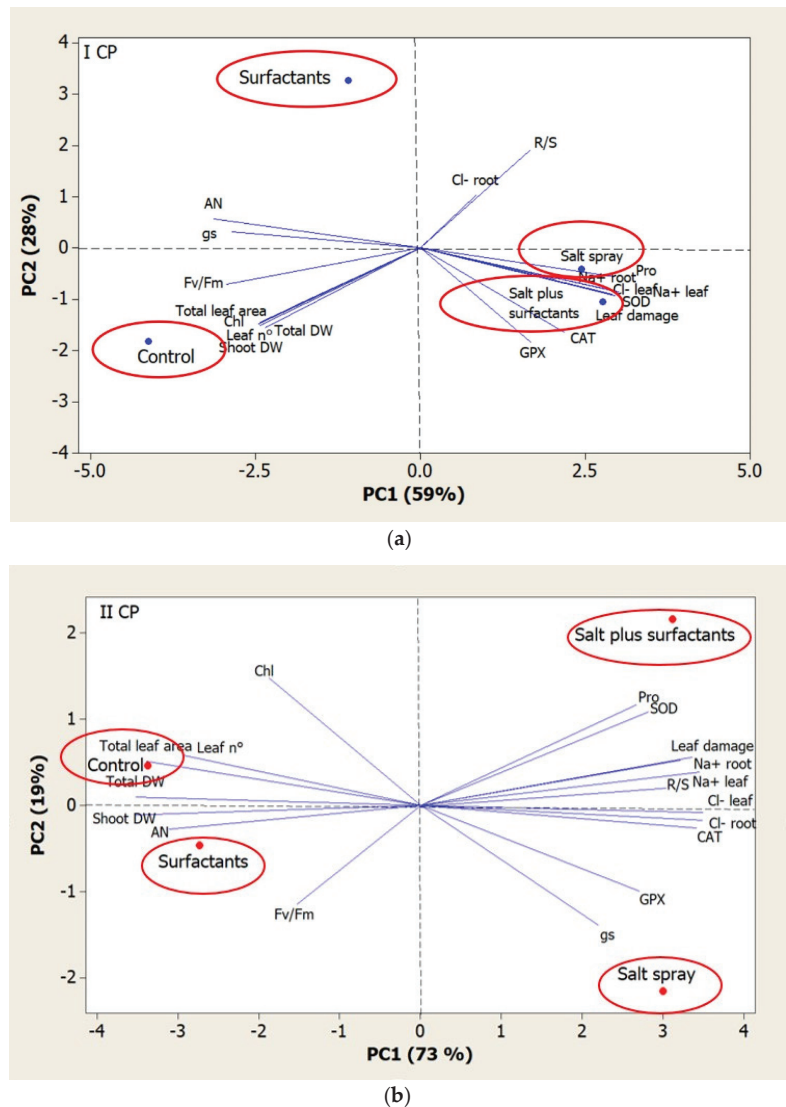 I CP
4
3
2
1
0
-1
-2
-3
-4
PC2 (28%)
Surfactants
R/S
Cl- root
AN
gs
Salt spray
Pro
Na+ root
Fv/Fm
Cl- leaf
Na+ leaf
Salt plus
surfactants
SOD
Total leaf area
Leaf damage
Chl
Leaf n° Total DW
CAT
Shoot DW
Control
GPX
-5.0 -2.5 0.0 2.5 5.0
PC1 (59%)
(a)
II CP
2
1
0
-1
-2
PC2 (19%)
Salt plus surfactants
Chl
Pro
SOD
Total leaf area Leaf n°
Leaf damage
Control
Na+ root
Total DW
R/S Na+ leaf
Cl- leaf
Shoot DW
Cl- root
AN
CAT
Surfactants
GPX
Fv/Fm
gs
Salt spray
-4 -3 -2 -1 0 1 2 3 4
PC1 (73 %)
(b)